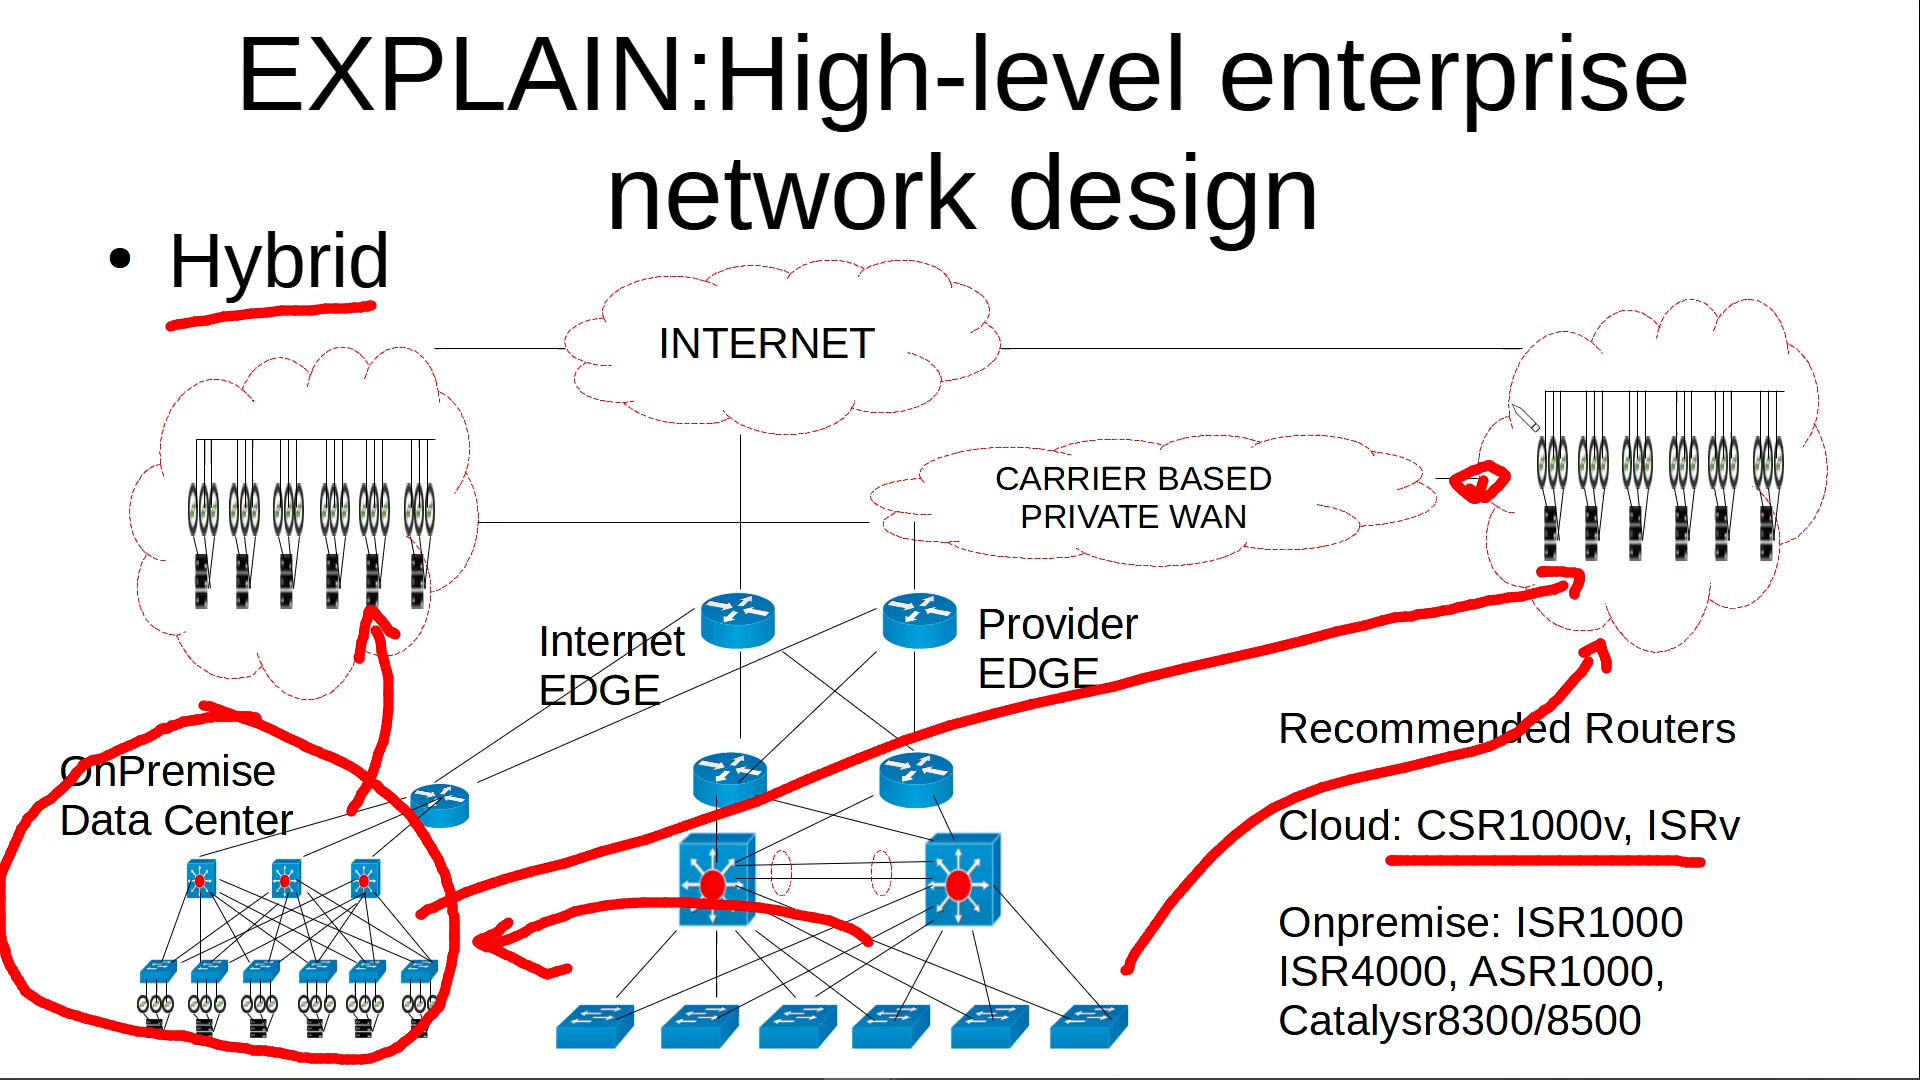 EXPLAIN:High-level enterprise
network design
• Hybrid
INTERNET
CARRIER BASED
PRIVATE WAN
Internet
EDGE
Provider
EDGE
OnPremise
Data Center
Recommended Routers
Cloud: CSR1000v, ISRv
Onpremise: ISR1000
ISR4000, ASR1000,
Catalysr8300/8500